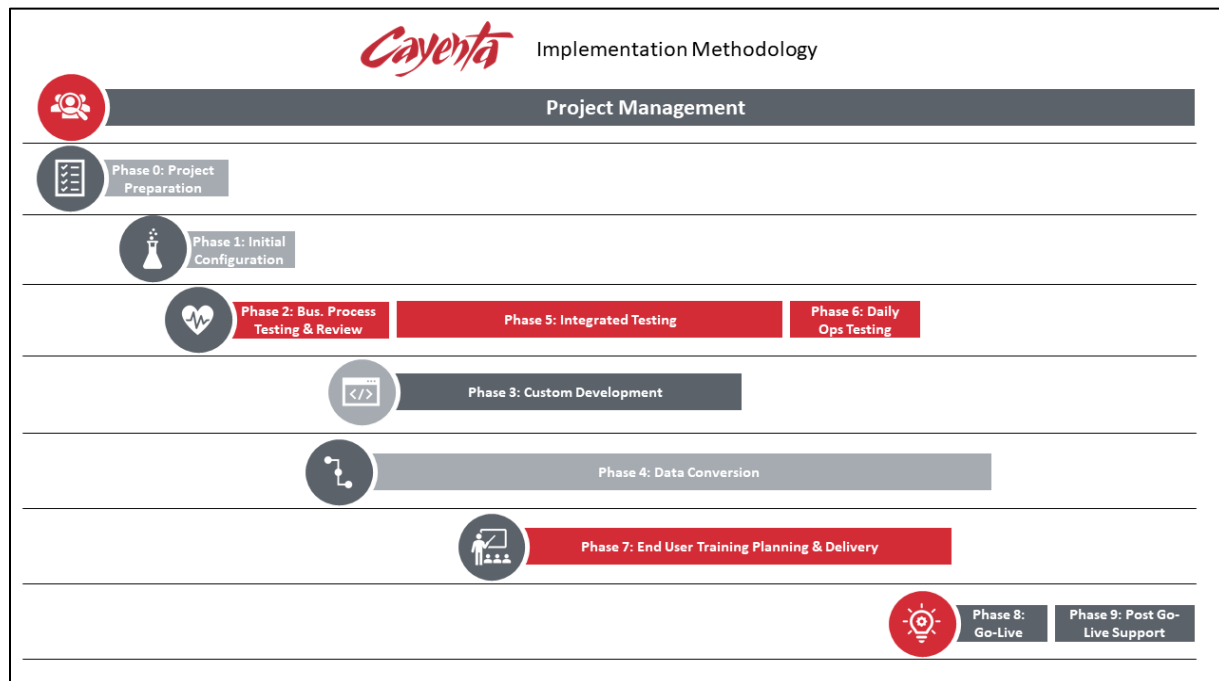 Cayenta Implementation Methodology
Project Management
Phase 0: Project
Preparation
Phase 1: Initial
Configuration
Phase 2: Bus. Process
Testing & Review
Phase 5: Integrated Testing
Phase 6: Daily
Ops Testing
</>
Phase 3: Custom Development
Phase 4: Data Conversion
Phase 7: End User Training Planning & Delivery
Phase 8:
Go-Live
Phase 9: Post Go-
Live Support